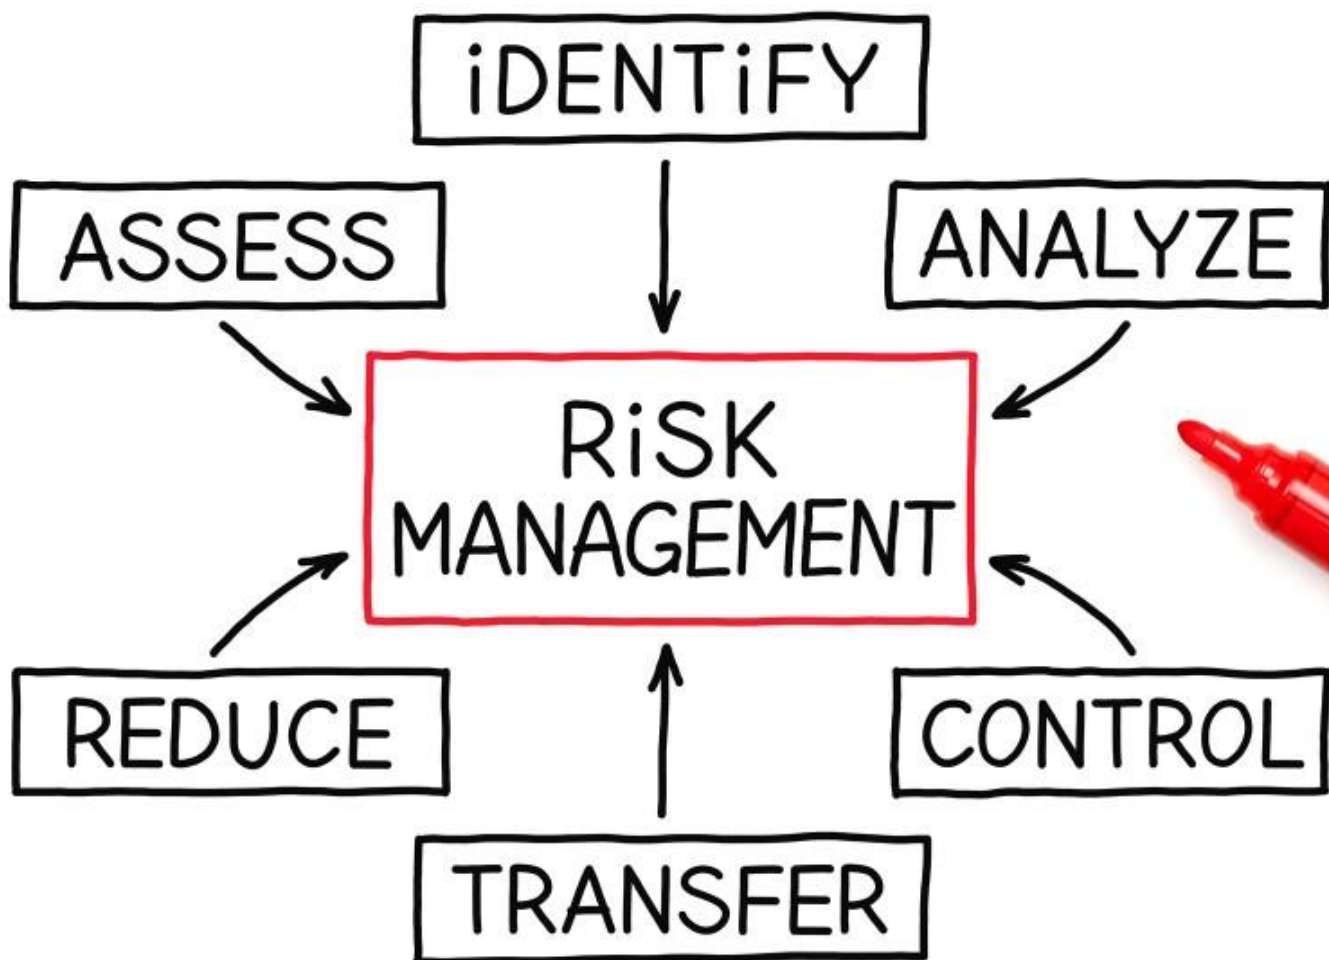 iDENTiFY
ASSESS
ANALYZE
RiSK
MANAGEMENT
REDUCE
CONTROL
TRANSFER